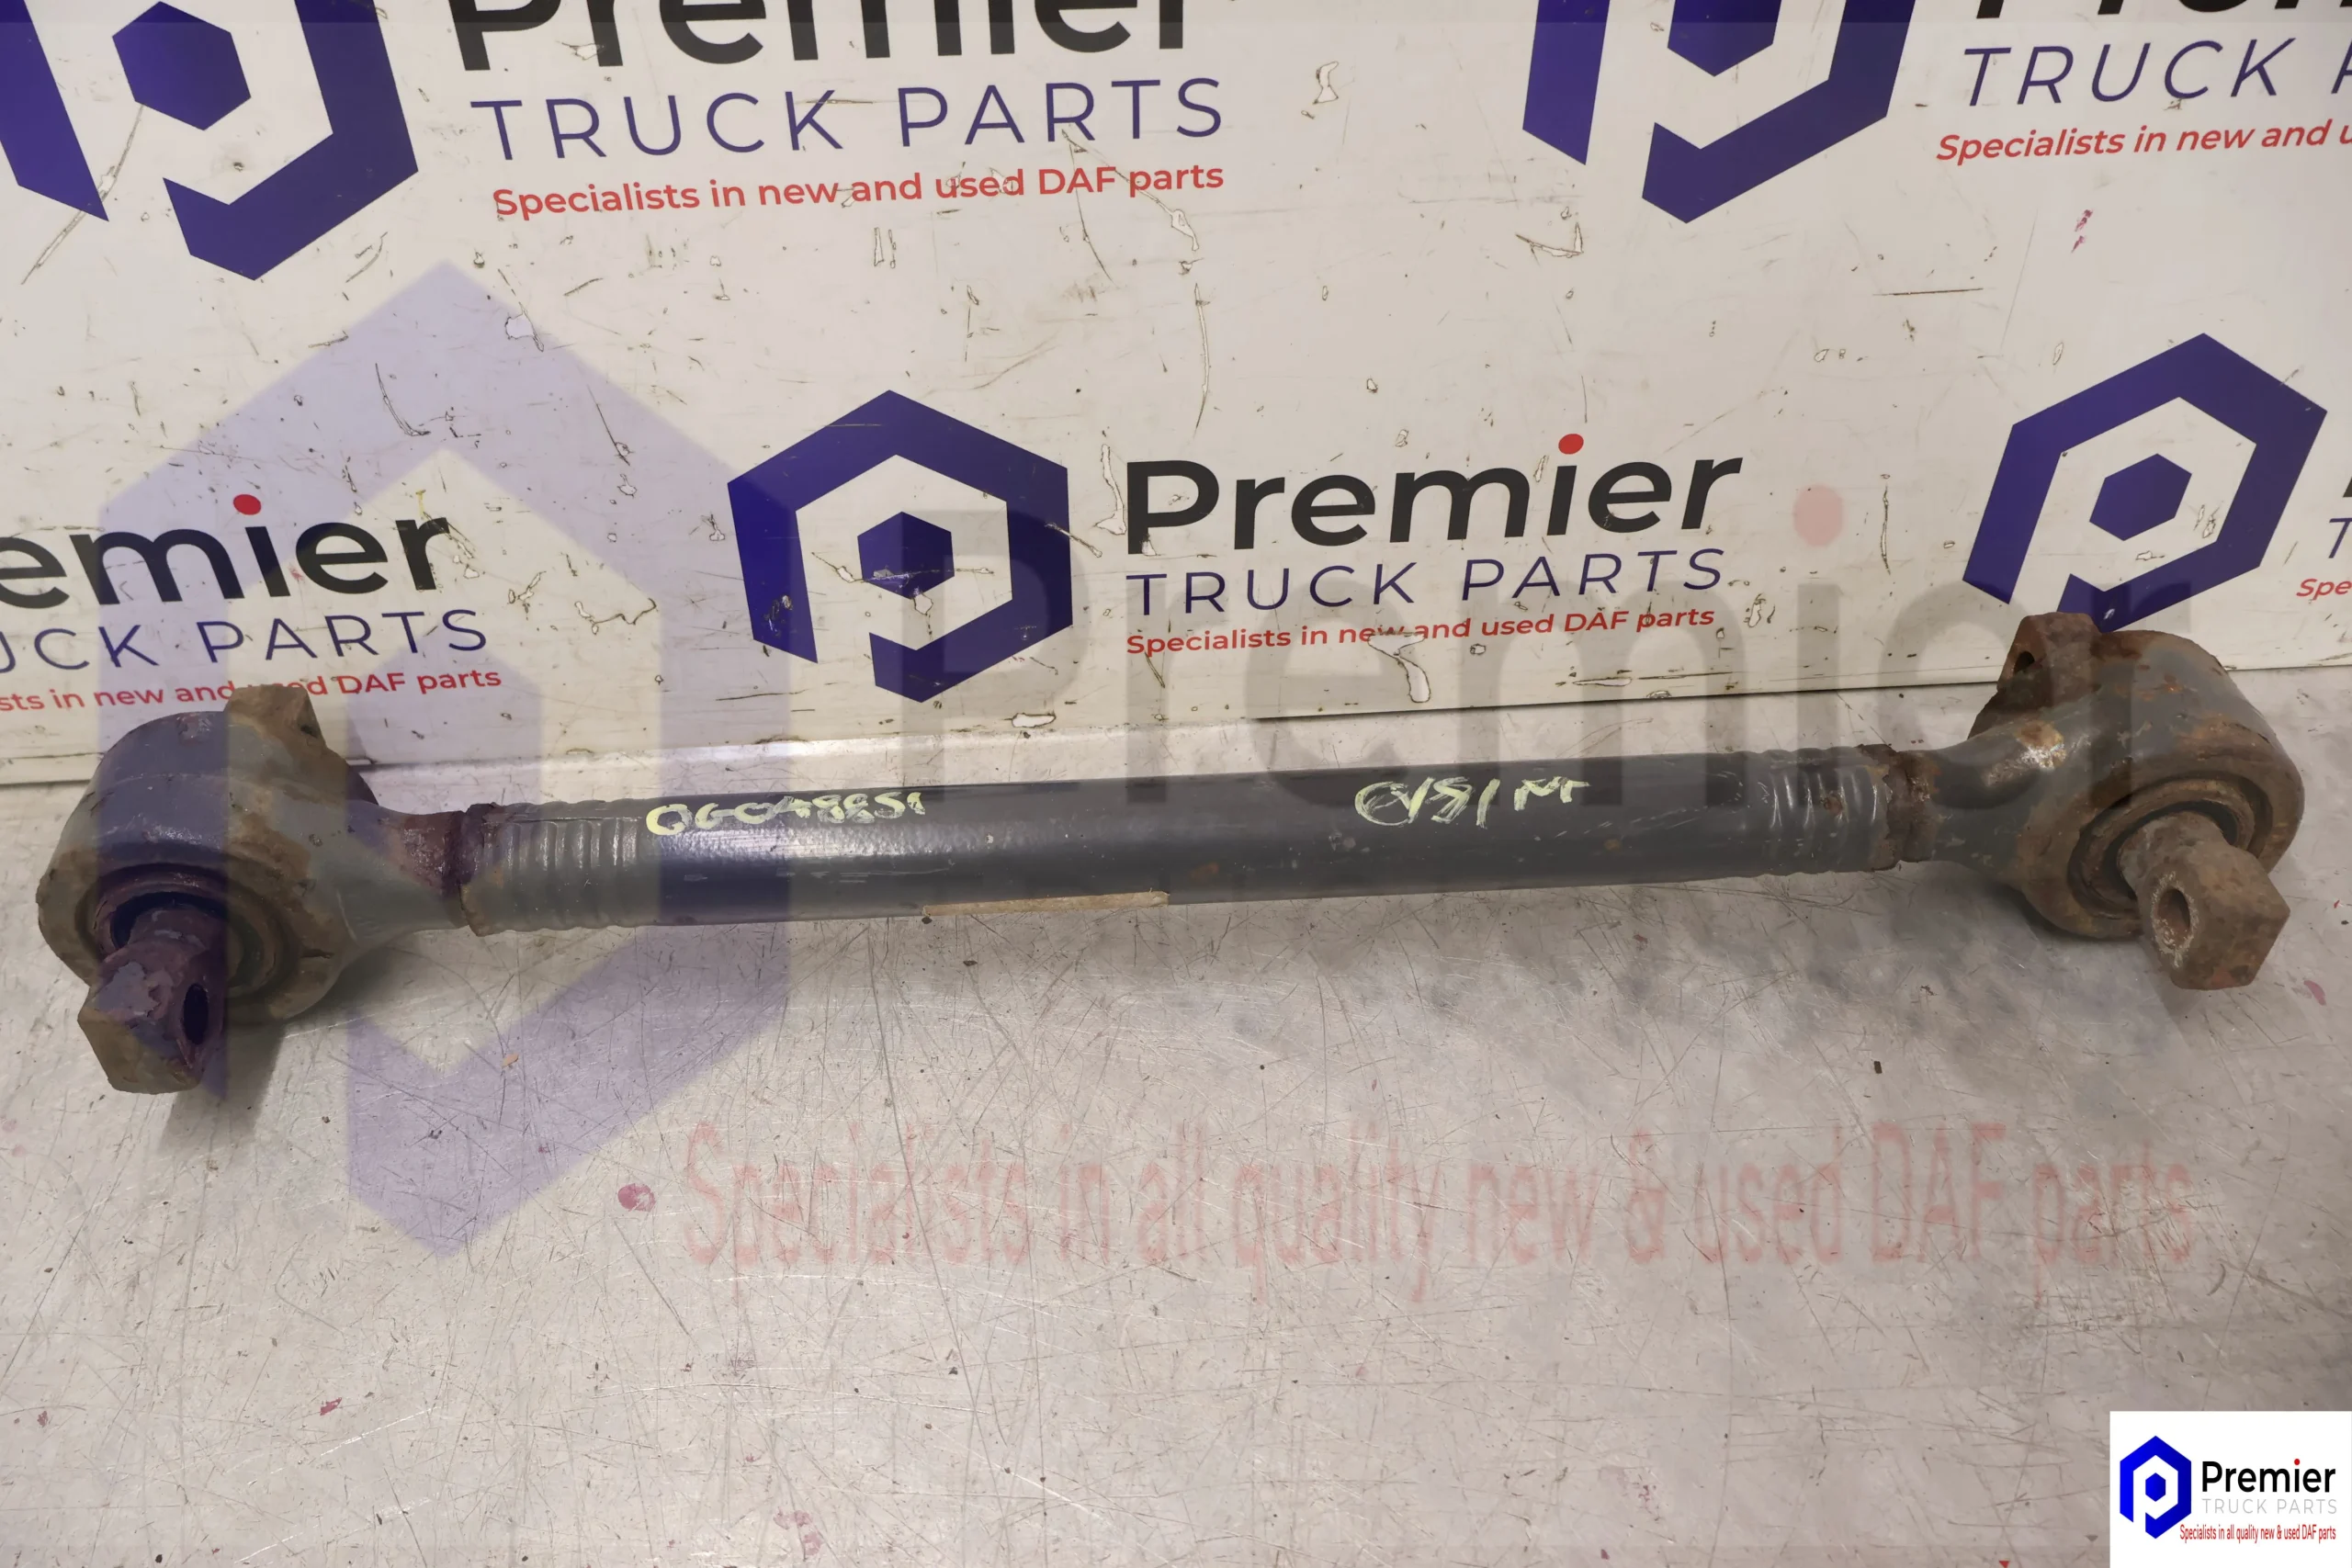 Premier
TRUCK PARTS
Specialists in new and used DAF parts
TRUCK
Specialists in new and
Premier
TRUCK PARTS
Specialists in new and used DAF parts
emier
UCK PARTS
sts in new and used DAF parts
Spe
Premier
Specialists in all quality new & used DAF parts
Premier
TRUCK PARTS
Specialists in all quality new & used DAF parts